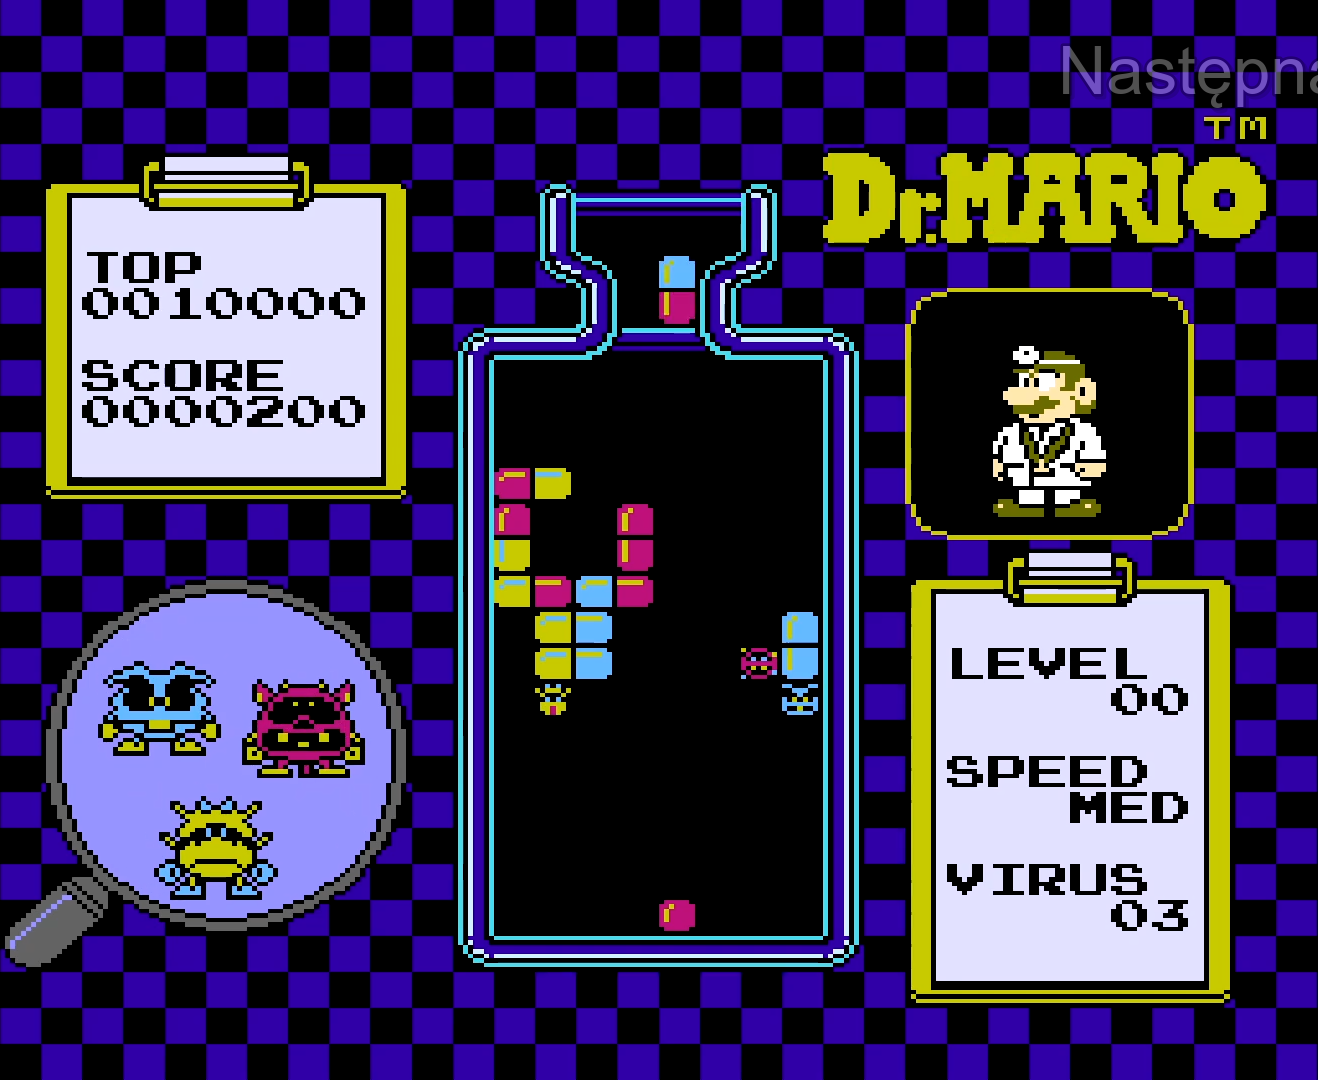 Następna
TM
Dr. MARIO
TOP
0010000
SCORE
0000200
LEVEL
00
SPEED
MED
VIRUS
03